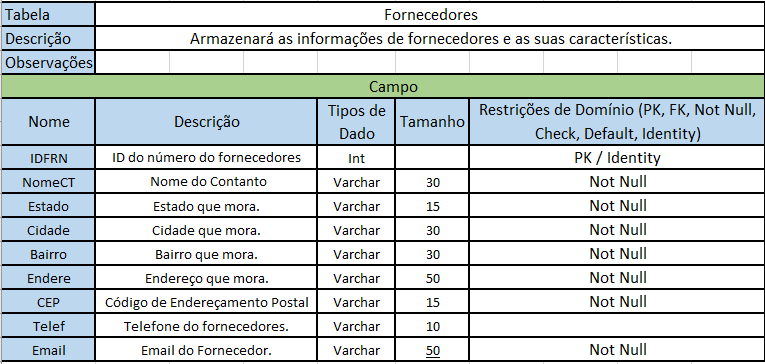 Tabela Fornecedores
Descrição Armazenará as informações de fornecedores e as suas características.
Observações
Campo
Nome Descrição Tipos de Dado Tamanho Restrições de Domínio (PK, FK, Not Null, Check, Default, Identity)
IDFRN ID do número do fornecedores Int PK / Identity
NomeCT Nome do Contanto Varchar 30 Not Null
Estado Estado que mora. Varchar 15 Not Null
Cidade Cidade que mora. Varchar 30 Not Null
Bairro Bairro que mora. Varchar 30 Not Null
Endere Endereço que mora. Varchar 50 Not Null
CEP Código de Endereçamento Postal Varchar 15 Not Null
Telef Telefone do fornecedores. Varchar 10
Email Email do Fornecedor. Varchar 50 Not Null